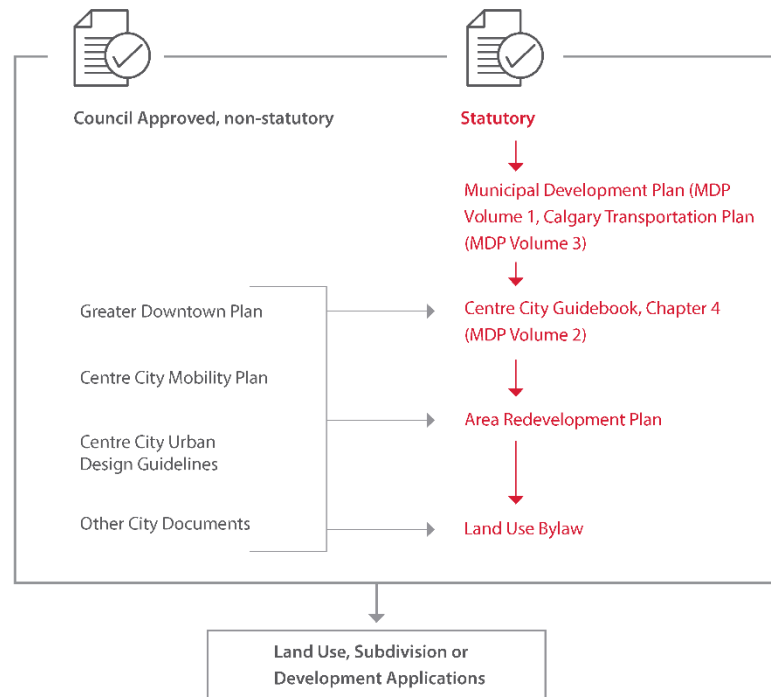 Council Approved, non-statutory
Statutory
Municipal Development Plan (MDP
Volume 1, Calgary Transportation Plan
(MDP Volume 3)
Greater Downtown Plan
Centre City Guidebook, Chapter 4
(MDP Volume 2)
Centre City Mobility Plan
Area Redevelopment Plan
Centre City Urban
Design Guidelines
Other City Documents
Land Use Bylaw
Land Use, Subdivision or
Development Applications